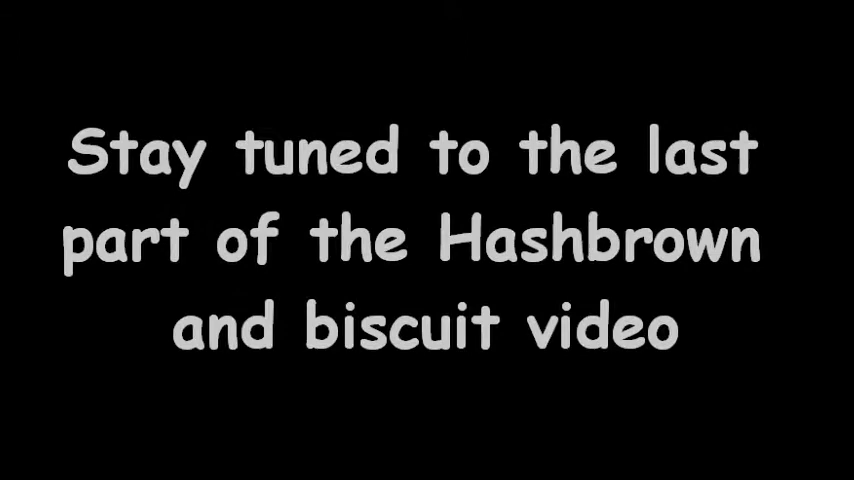 Stay tuned to the last
part of the Hashbrown
and biscuit video